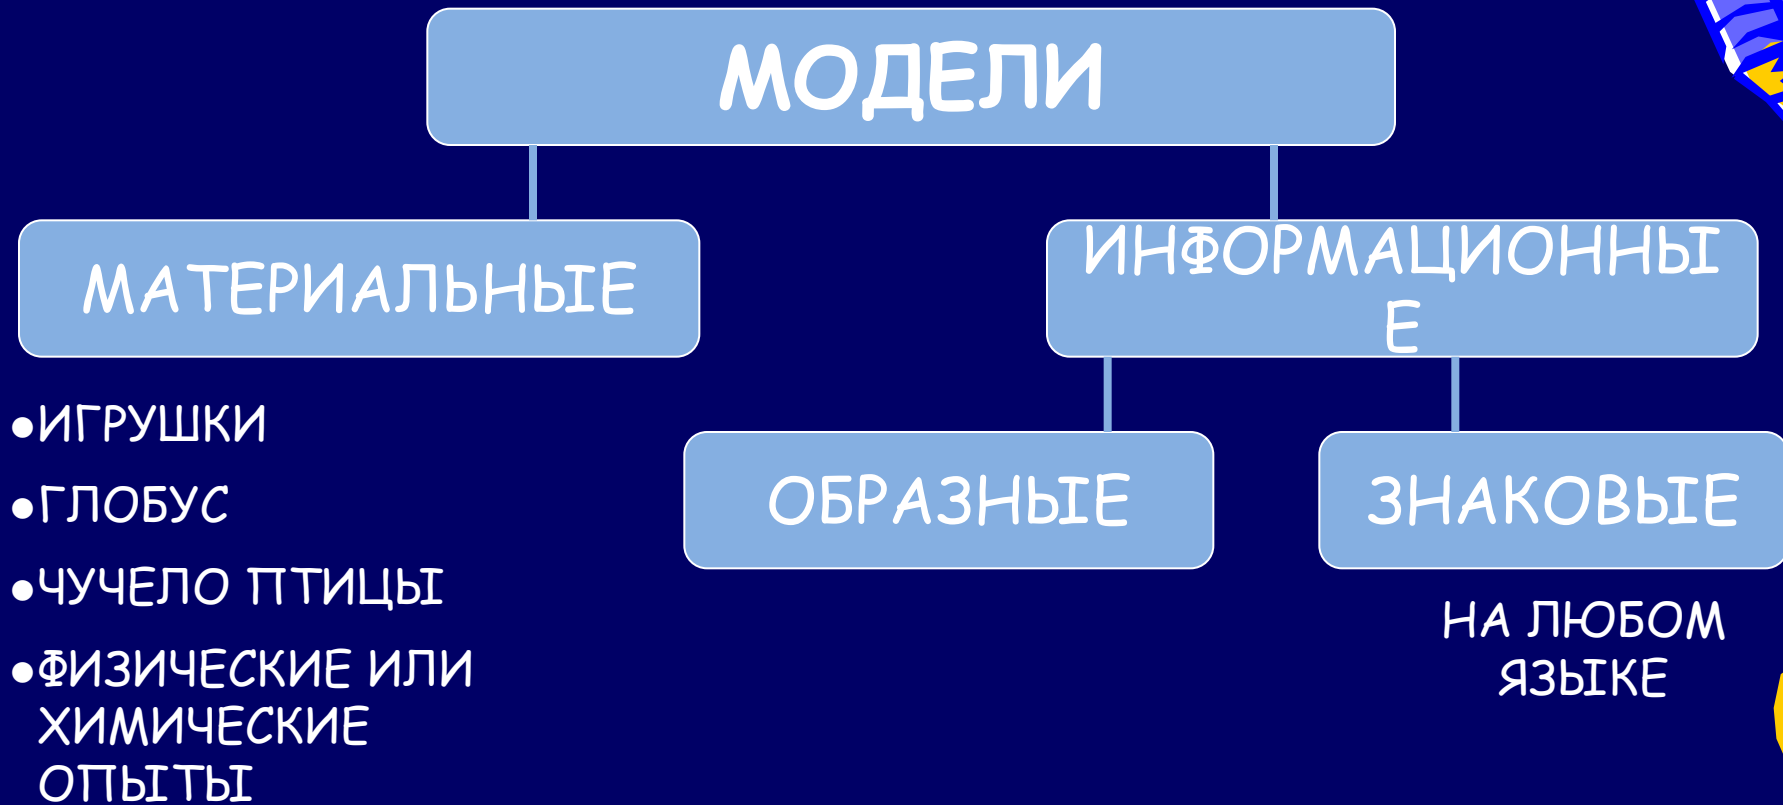 МОДЕЛИ
МАТЕРИАЛЬНЫЕ
ИНФОРМАЦИОННЫ
Е
•ИГРУШКИ
•ГЛОБУС
•ЧУЧЕЛО ПТИЦЫ
•ФИЗИЧЕСКИЕ ИЛИ
ХИМИЧЕСКИЕ
ОПЫТЫ
ОБРАЗНЫЕ
ЗНАКОВЫЕ
НА ЛЮБОМ
ЯЗЫКЕ